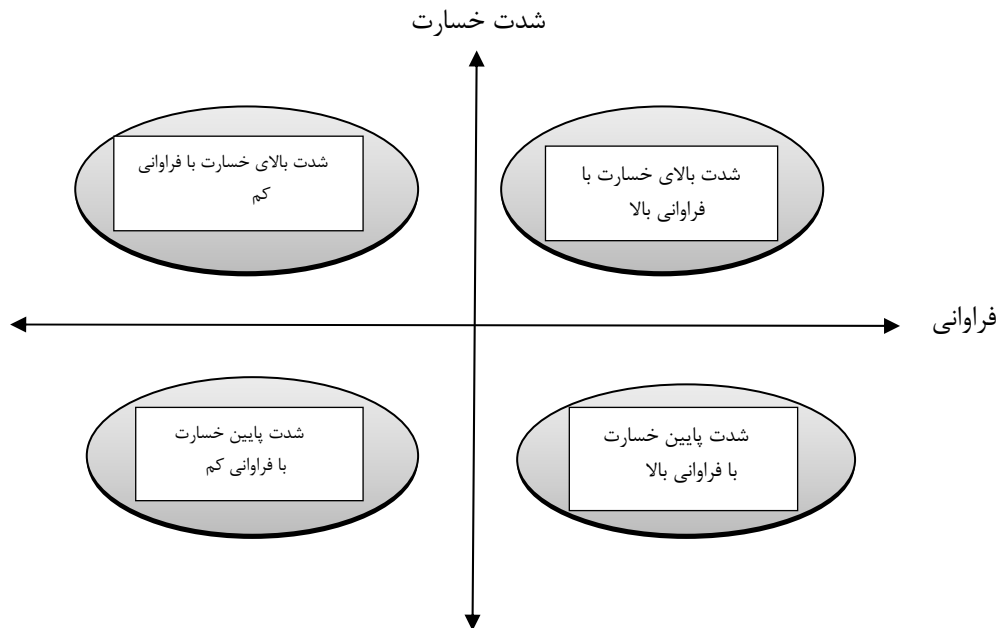 شدت خسارت
شدت بالای خسارت با
فراوانی بالا
شدت بالای خسارت با فراوانی
کم
فراوانی
شدت پایین خسارت
با فراوانی بالا
شدت پایین خسارت
با فراوانی کم